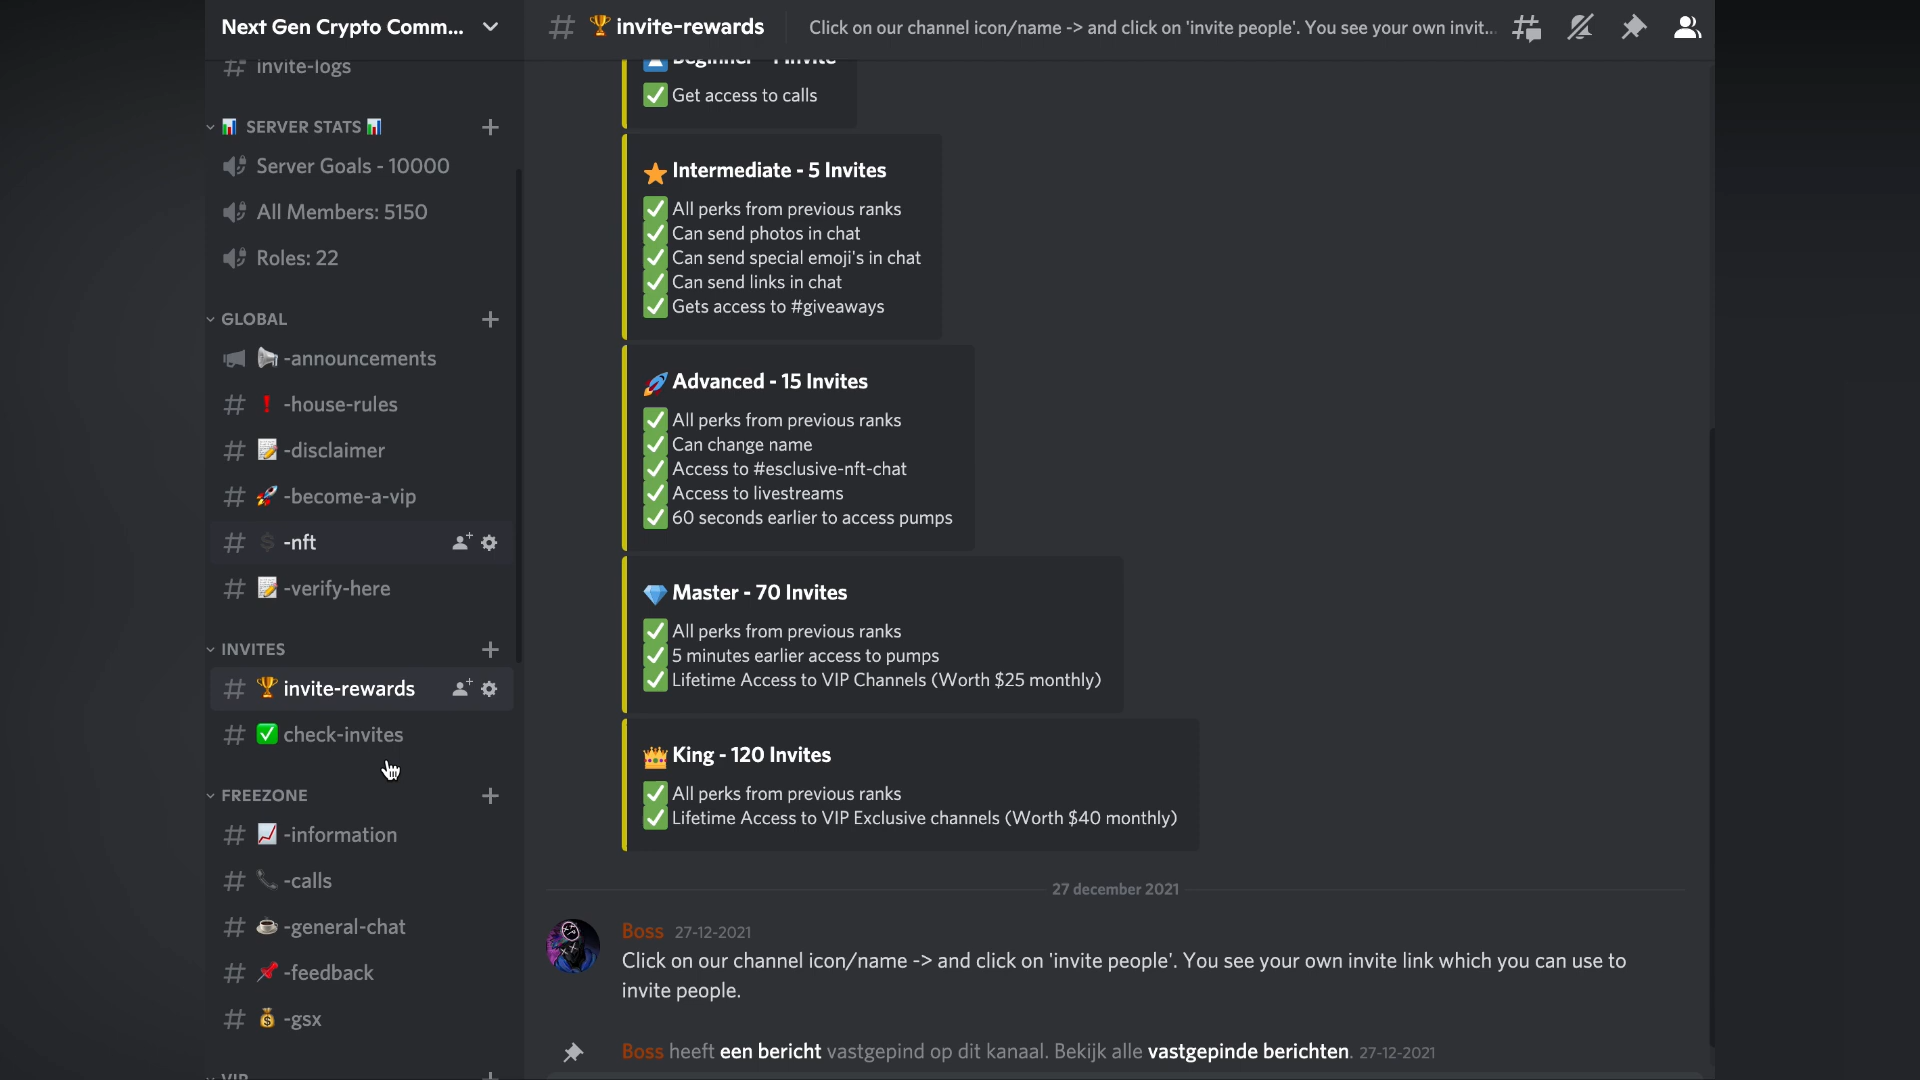 Next Gen Crypto Comm...
invite-logs
SERVER STATS
Server Goals - 10000
All Members: 5150
Roles: 22
GLOBAL
-announcements
-house-rules
-disclaimer
-become-a-vip
-nft
-verify-here
INVITES
invite-rewards
check-invites
FREEZONE
-information
-calls
-general-chat
-feedback
-gsx
VIP
invite-rewards
Click on our channel icon/name -> and click on 'invite people'. You see your own invit...
Beginner - 1 Invite
Get access to calls
Intermediate - 5 Invites
All perks from previous ranks
Can send photos in chat
Can send special emoji's in chat
Can send links in chat
Gets access to #giveaways
Advanced - 15 Invites
All perks from previous ranks
Can change name
Access to #esclusive-nft-chat
Access to livestreams
60 seconds earlier to access pumps
Master - 70 Invites
All perks from previous ranks
5 minutes earlier access to pumps
Lifetime Access to VIP Channels (Worth $25 monthly)
King - 120 Invites
All perks from previous ranks
Lifetime Access to VIP Exclusive channels (Worth $40 monthly)
27 december 2021
Boss 27-12-2021
Click on our channel icon/name -> and click on 'invite people'. You see your own invite link which you can use to
invite people.
Boss heeft een bericht vastgepind op dit kanaal. Bekijk alle vastgepinde berichten. 27-12-2021